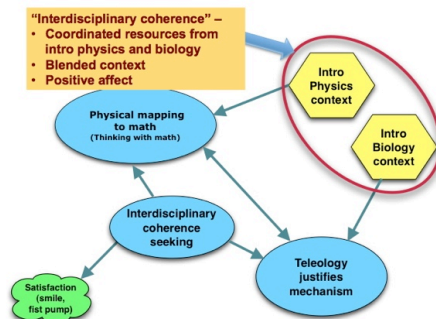 "Interdisciplinary coherence" –
• Coordinated resources from
intro physics and biology
• Blended context
• Positive affect
Intro
Physics
context
Physical mapping
to math
(Thinking with math)
Intro
Biology
context
Interdisciplinary
coherence
seeking
Teleology
justifies
mechanism
Satisfaction
(smile,
fist pump)